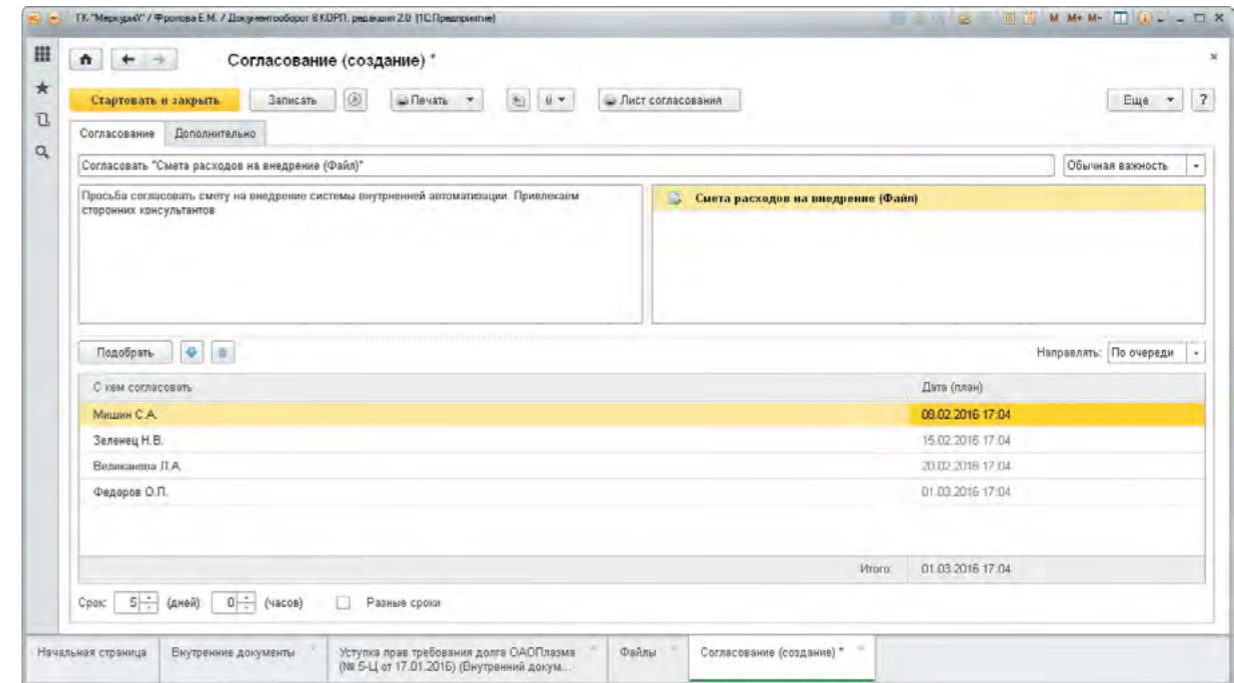 ГК "Меркурий" / Фролова Е.М. / Документооборот 8 КОРП, редакция 2.0 (1С:Предприятие)
M M+ M-
Согласование (создание) *
Стартовать и закрыть Записать Печать Лист согласования Еще ?
Согласование Дополнительно
Согласовать "Смета расходов на внедрение (Файл)" Обычная важность
Просьба согласовать смету на внедрение системы внутренней автоматизации. Привлекаем
сторонних консультантов
Смета расходов на внедрение (Файл)
Подобрать Направлять: По очереди
С кем согласовать Дата (план)
Мишин С.А. 08.02.2016 17:04
Зеленец Н.В. 15.02.2016 17:04
Великанова Л.А. 20.02.2016 17:04
Федоров О.П. 01.03.2016 17:04
Итого: 01.03.2016 17:04
Срок: 5 (дней) 0 (часов) Разные сроки
Начальная страница Внутренние документы Уступка прав требования долга ОАОПлазма Файлы Согласование (создание) *
(№ 5-Ц от 17.01.2016) (Внутренний докум...